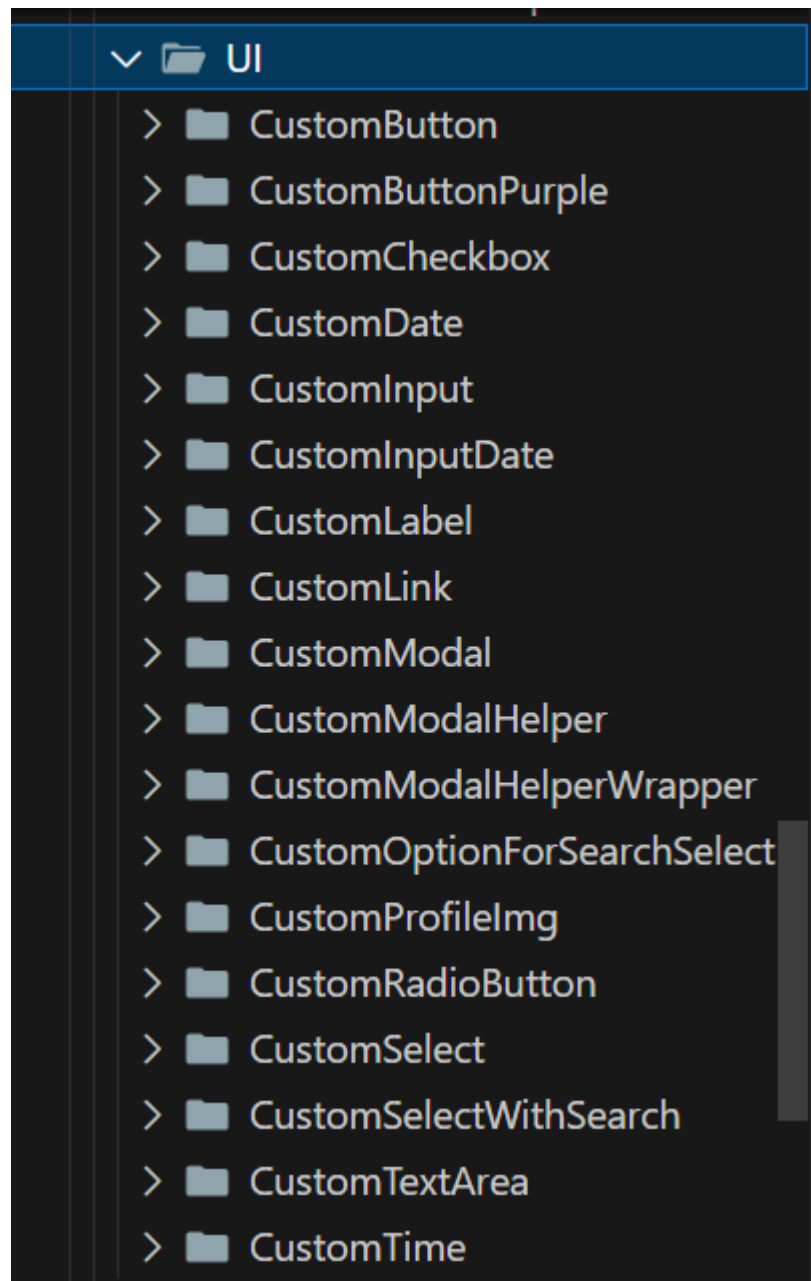 UI
CustomButton
CustomButtonPurple
CustomCheckbox
CustomDate
CustomInput
CustomInputDate
CustomLabel
CustomLink
CustomModal
CustomModalHelper
CustomModalHelperWrapper
CustomOptionForSearchSelect
CustomProfileImg
CustomRadioButton
CustomSelect
CustomSelectWithSearch
CustomTextArea
CustomTime